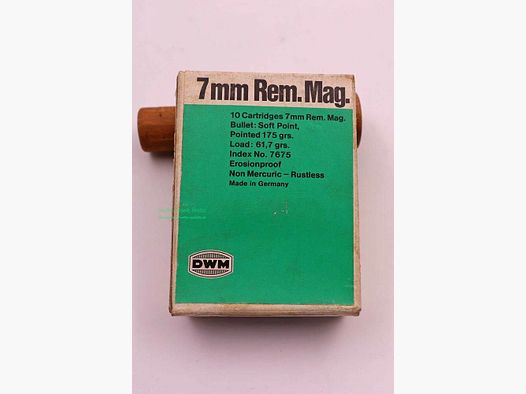 7mm Rem. Mag.
10 Cartridges 7mm Rem. Mag.
Bullet: Soft Point,
Pointed 175 grs.
Load: 61,7 grs.
Index No. 7675
Erosionproof
Non Mercuric – Rustless
Made in Germany
DWM